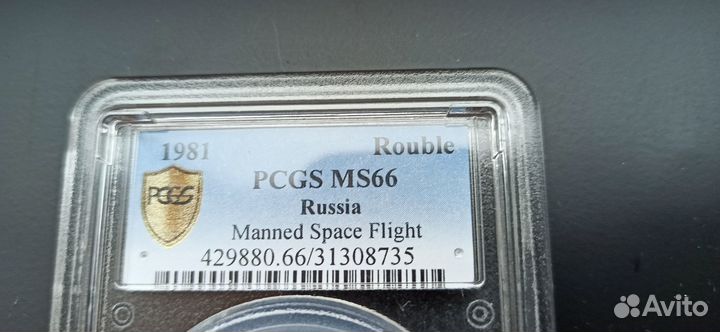 1981 Rouble
PCGS MS66
PCGS
Russia
Manned Space Flight
429880.66/31308735
Avito